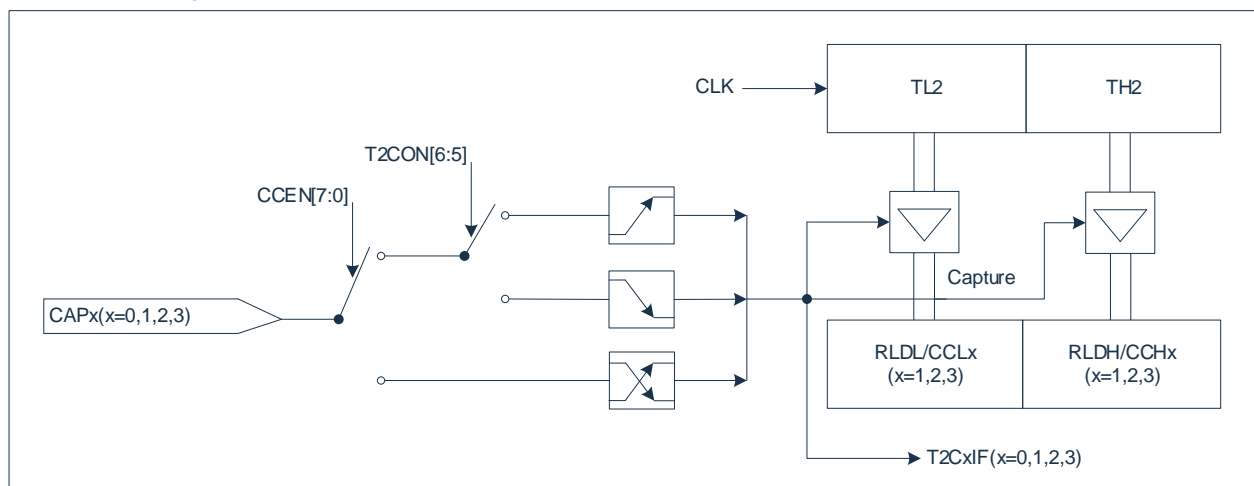 CLK
TL2
TH2
T2CON[6:5]
CCEN[7:0]
Capture
CAPx(x=0,1,2,3)
RLDL/CCLx
(x=1,2,3)
RLDH/CCHx
(x=1,2,3)
T2CxIF(x=0,1,2,3)